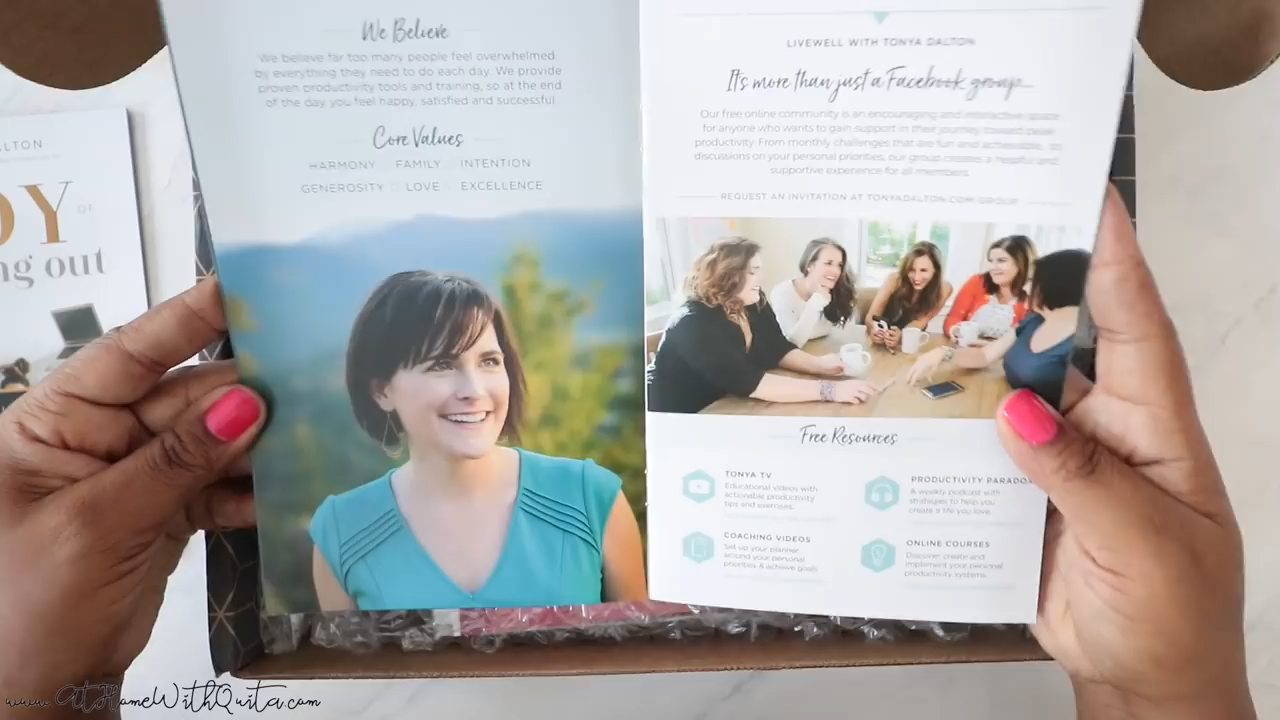 ALTON
OY OF
ng out
We Believe
We believe far too many people feel overwhelmed
by everything they need to do each day. We provide
proven productivity tools and training, so at the end
of the day you feel happy, satisfied and successful.
Core Values
HARMONY FAMILY INTENTION
GENEROSITY LOVE EXCELLENCE
LIVEWELL WITH TONYA DALTON
It's more than just a Facebook group...
Our free online community is an encouraging and interactive space
for anyone who wants to gain support in their journey toward
productivity. From monthly challenges that are fun and achievable, to
discussions on your personal priorities, our group creates a helpful and
supportive experience for all members.
REQUEST AN INVITATION AT TONYADALTON.COM/GROUP
Free Resources
TONYA TV
Educational videos with
actionable productivity
tips and exercises.
PRODUCTIVITY PARADOX
A weekly podcast with
strategies to help you
create a life you love.
COACHING VIDEOS
Set up your planner
around your personal
priorities & achieve goals.
ONLINE COURSES
Discover, create and
implement your personal
productivity systems.
www.AtHomeWithQuita.com